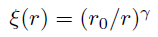 ξ(r) = (r₀/r)^γ